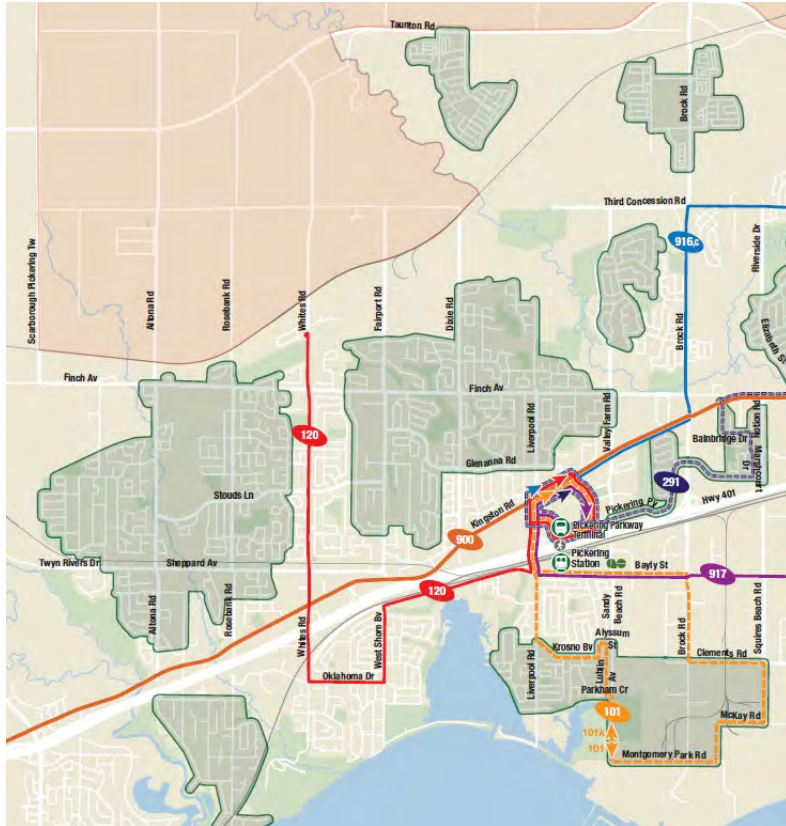 Taunton Rd
Brock Rd
Third Concession Rd
916,C
Riverside Dr
Scarborough Pickering Tw
Altona Rd
Rosebank Rd
Whites Rd
Fairport Rd
Dixie Rd
Brock Rd
Elizabeth St
Finch Av
Finch Av
Liverpool Rd
Valley Farm Rd
Notion Rd
120
Bainbridge Dr
Marshcourt
Dr
Glenanna Rd
291
Stouds Ln
Hwy 401
Kingston Rd
Pickering PY
Pickering Parkway
Terminal
900
Pickering
Station
Twyn Rivers Dr
Sheppard Av
Bayly St
917
120
Altona Rd
Rosebank Rd
Whites Rd
West Shore Bv
Sandy
Beach Rd
Squires Beach Rd
Liverpool Rd
Krosno Bv
Alyssum
St
Brock Rd
Clements Rd
Lublin
Av
Oklahoma Dr
Parkham Cr
101
McKay Rd
101A
101
Montgomery Park Rd